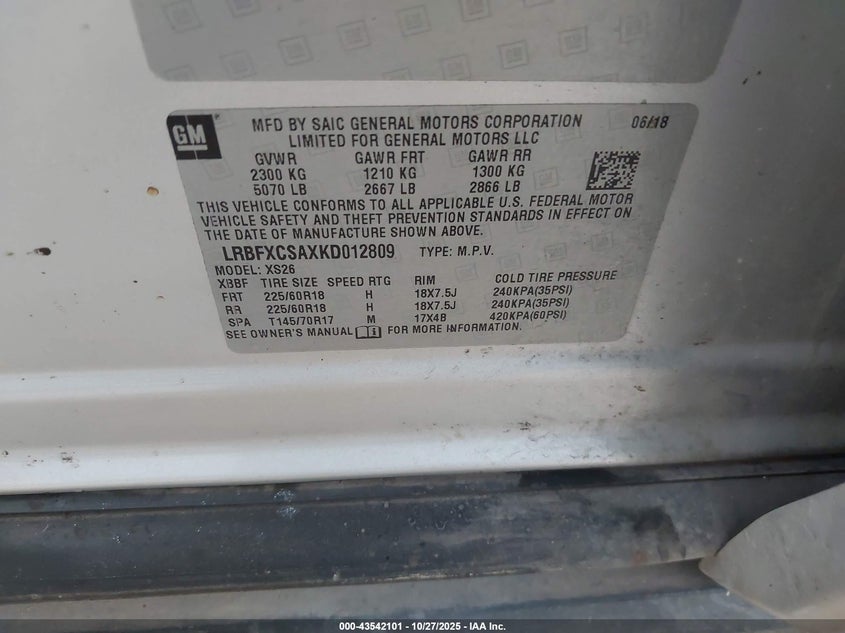 GM
MFD BY SAIC GENERAL MOTORS CORPORATION 06/18
LIMITED FOR GENERAL MOTORS LLC
GVWR GAWR FRT GAWR RR
2300 KG 1210 KG 1300 KG
5070 LB 2667 LB 2866 LB
THIS VEHICLE CONFORMS TO ALL APPLICABLE U.S. FEDERAL MOTOR
VEHICLE SAFETY AND THEFT PREVENTION STANDARDS IN EFFECT ON
THE DATE OF MANUFACTURE SHOWN ABOVE.
LRBFXCSAXKD012809 TYPE: M.P.V.
MODEL: XS26
XBBF TIRE SIZE SPEED RTG RIM COLD TIRE PRESSURE
FRT 225/60R18 H 18X7.5J 240KPA(35PSI)
RR 225/60R18 H 18X7.5J 240KPA(35PSI)
SPA T145/70R17 M 17X4B 420KPA(60PSI)
SEE OWNER'S MANUAL FOR MORE INFORMATION.
000-43542101 | 10/27/2025 | IAA Inc.